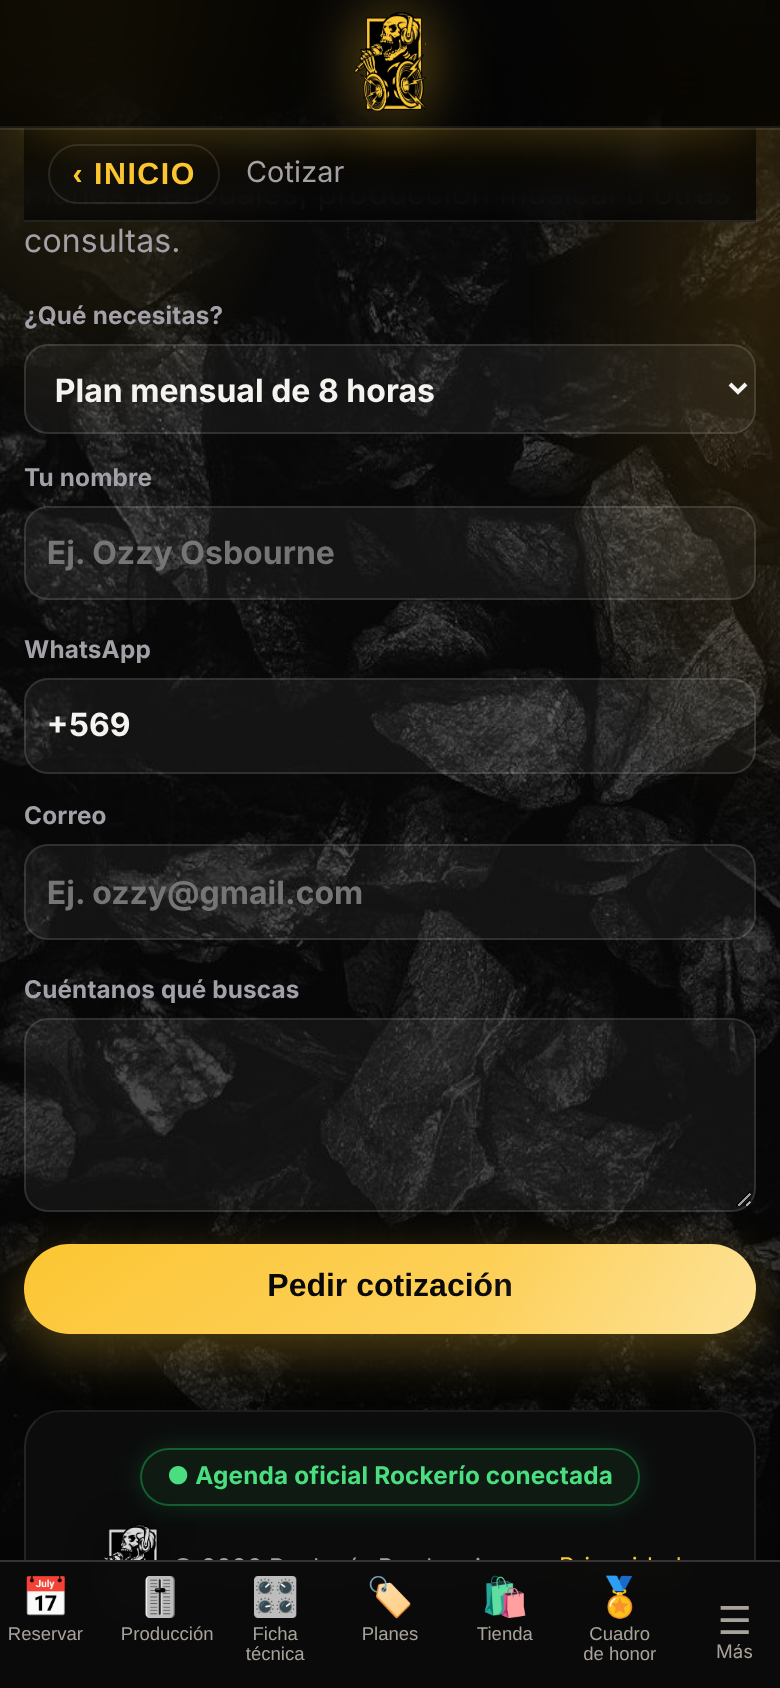 ‹ INICIO Cotizar
consultas.
¿Qué necesitas?
Plan mensual de 8 horas
Tu nombre
Ej. Ozzy Osbourne
WhatsApp
+569
Correo
Ej. ozzy@gmail.com
Cuéntanos qué buscas
Pedir cotización
Agenda oficial Rockerío conectada
July
17
Reservar
Producción
Ficha
técnica
Planes
Tienda
Cuadro
de honor
Más